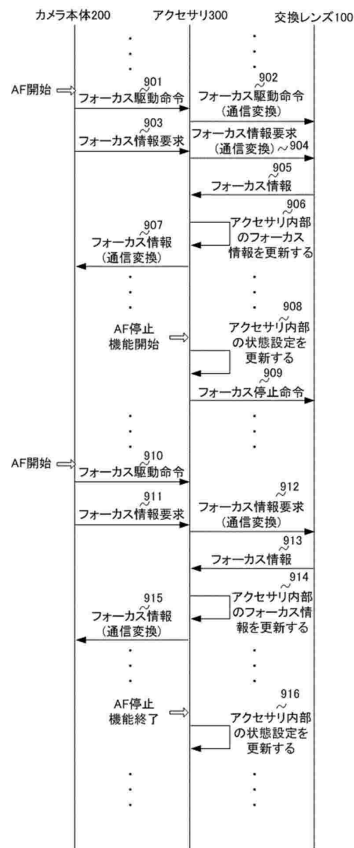 カメラ本体200 アクセサリ300 交換レンズ100
AF開始
901
フォーカス駆動命令
902
フォーカス駆動命令
(通信変換)
903
フォーカス情報要求
フォーカス情報要求
(通信変換)~904
905
フォーカス情報
906
アクセサリ内部
のフォーカス
情報を更新する
907
フォーカス情報
(通信変換)
AF停止
機能開始
908
アクセサリ内部
の状態設定を
更新する
909
フォーカス停止命令
AF開始
910
フォーカス駆動命令
911
フォーカス情報要求
912
フォーカス情報要求
(通信変換)
913
フォーカス情報
914
アクセサリ内部
のフォーカス情
報を更新する
915
フォーカス情報
(通信変換)
AF停止
機能終了
916
アクセサリ内部
の状態設定を
更新する